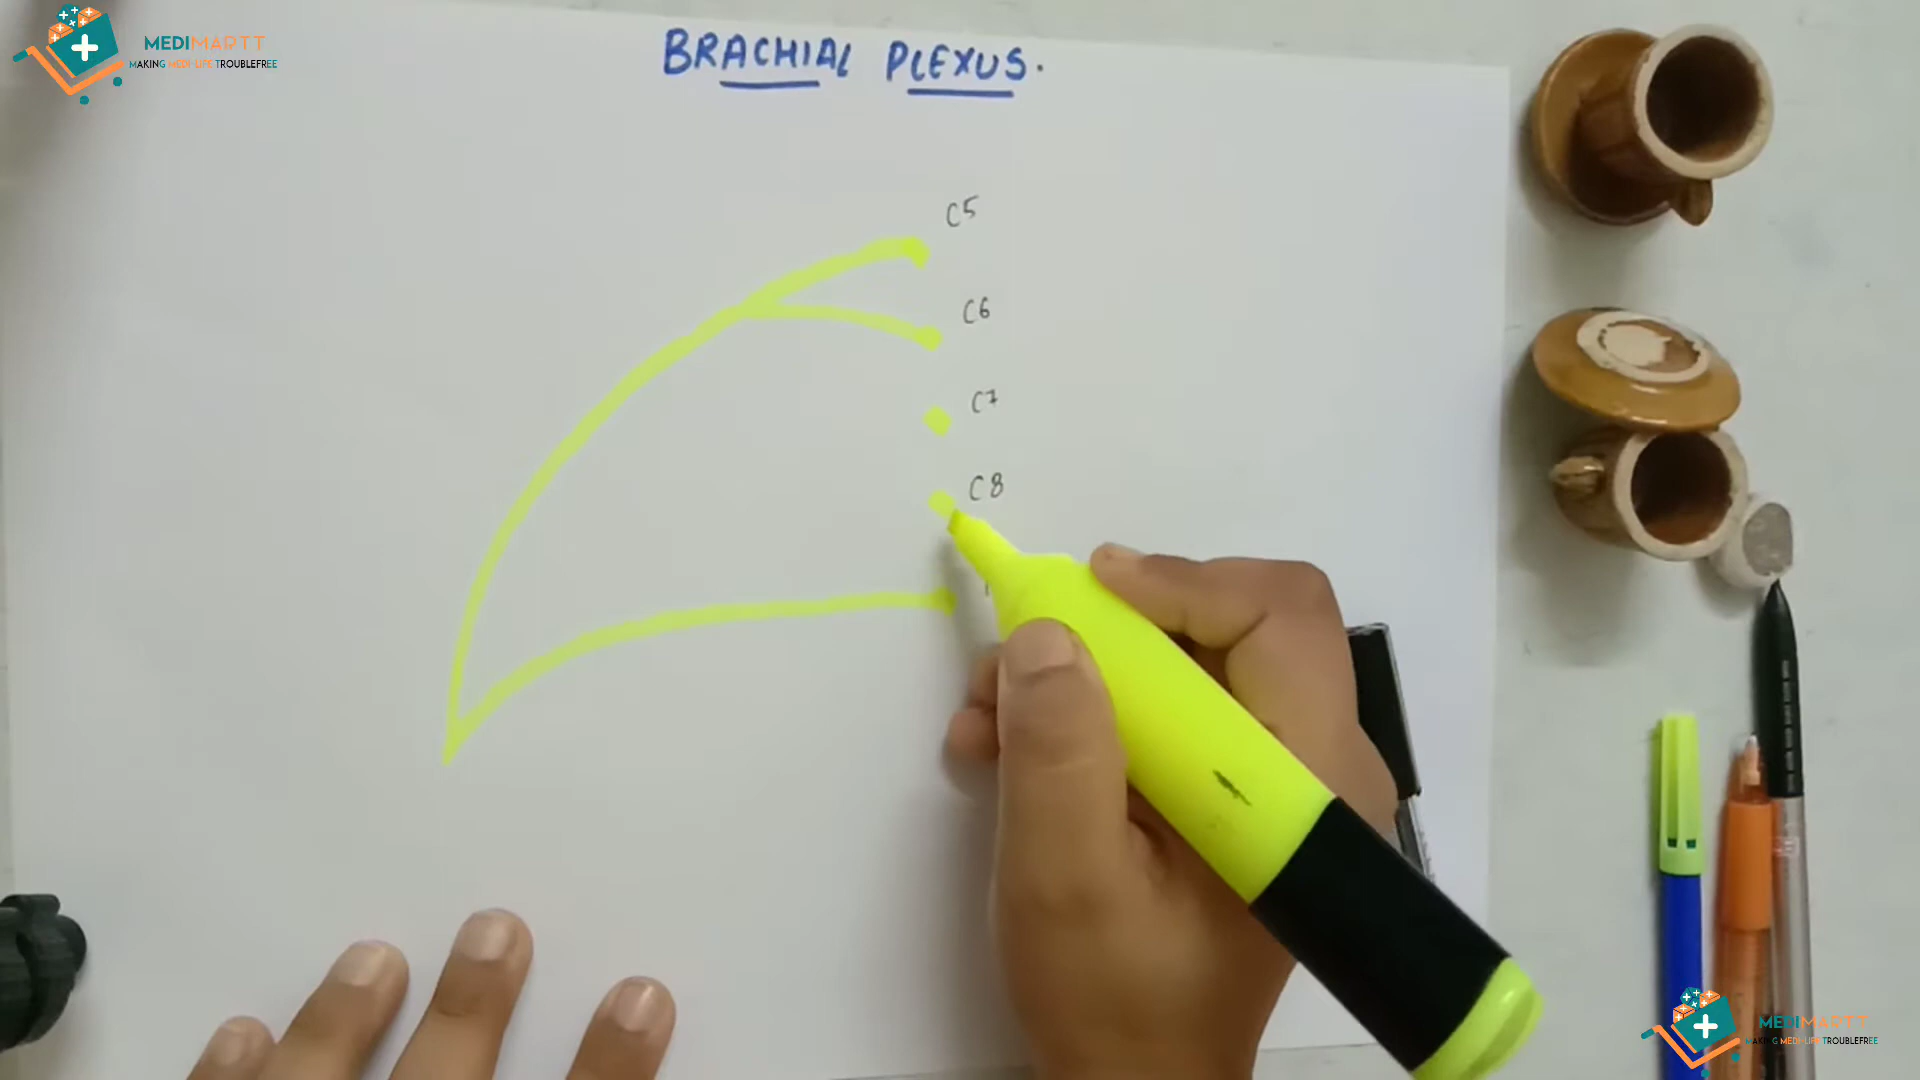 MEDIMARTT
MAKING MEDI-LIFE TROUBLEFREE
BRACHIAL PLEXUS.
C5
C6
C7
C8
MEDIMARTT
MAKING MEDI-LIFE TROUBLEFREE